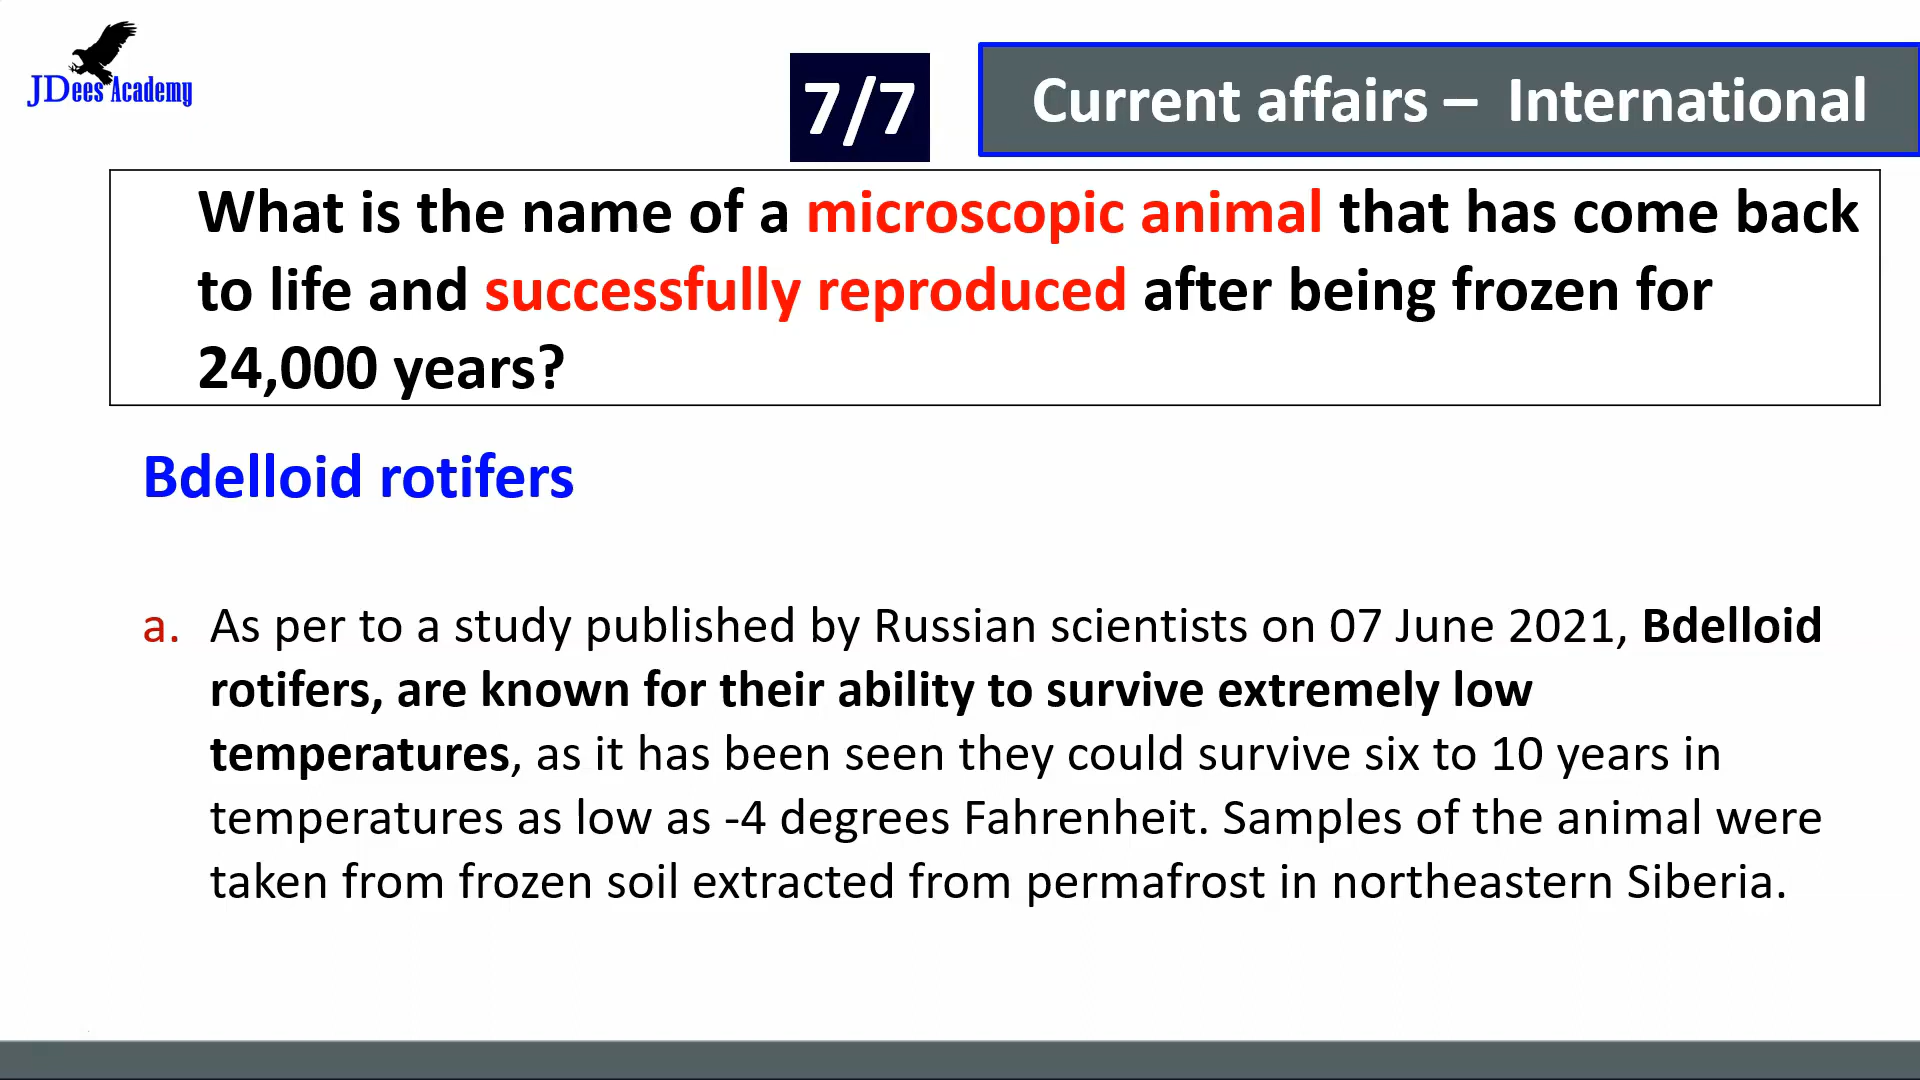 JDees Academy
7/7
Current affairs – International
What is the name of a microscopic animal that has come back
to life and successfully reproduced after being frozen for
24,000 years?
Bdelloid rotifers
a. As per to a study published by Russian scientists on 07 June 2021, Bdelloid
rotifers, are known for their ability to survive extremely low
temperatures, as it has been seen they could survive six to 10 years in
temperatures as low as -4 degrees Fahrenheit. Samples of the animal were
taken from frozen soil extracted from permafrost in northeastern Siberia.